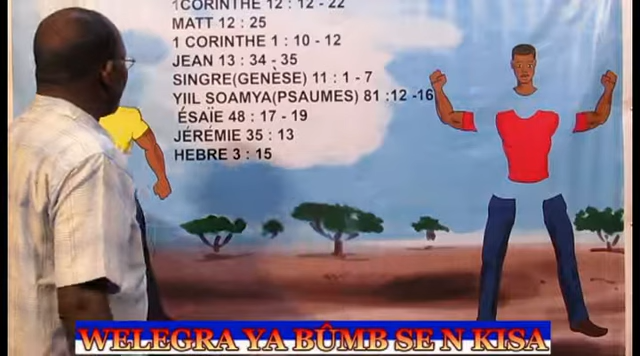 1CORINTHE 12 : 12 - 22
MATT 12 : 25
1 CORINTHE 1 : 10 - 12
JEAN 13 : 34 - 35
SINGRE(GENÈSE) 11 : 1 - 7
YIIL SOAMYA(PSAUMES) 81 :12 -16
ÉSAÏE 48 : 17 - 19
JÉRÉMIE 35 : 13
HEBRE 3 : 15
WELEGRA YA BÛMB SE N KISA